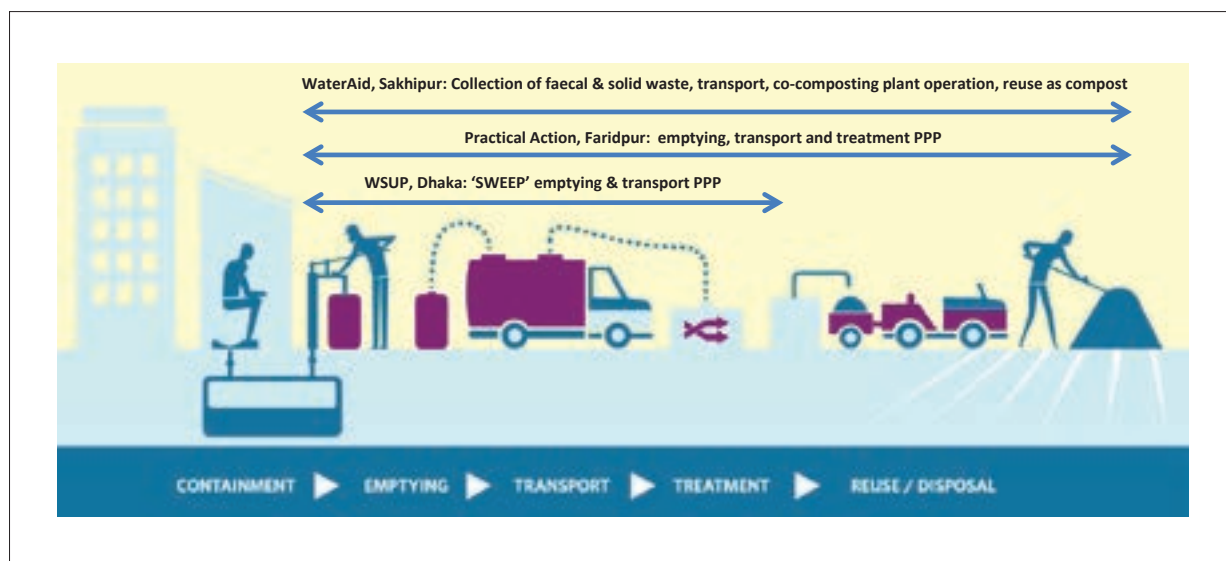 WaterAid, Sakhipur: Collection of faecal & solid waste, transport, co-composting plant operation, reuse as compost
Practical Action, Faridpur: emptying, transport and treatment PPP
WSUP, Dhaka: ‘SWEEP’ emptying & transport PPP
CONTAINMENT EMPTYING TRANSPORT TREATMENT REUSE / DISPOSAL